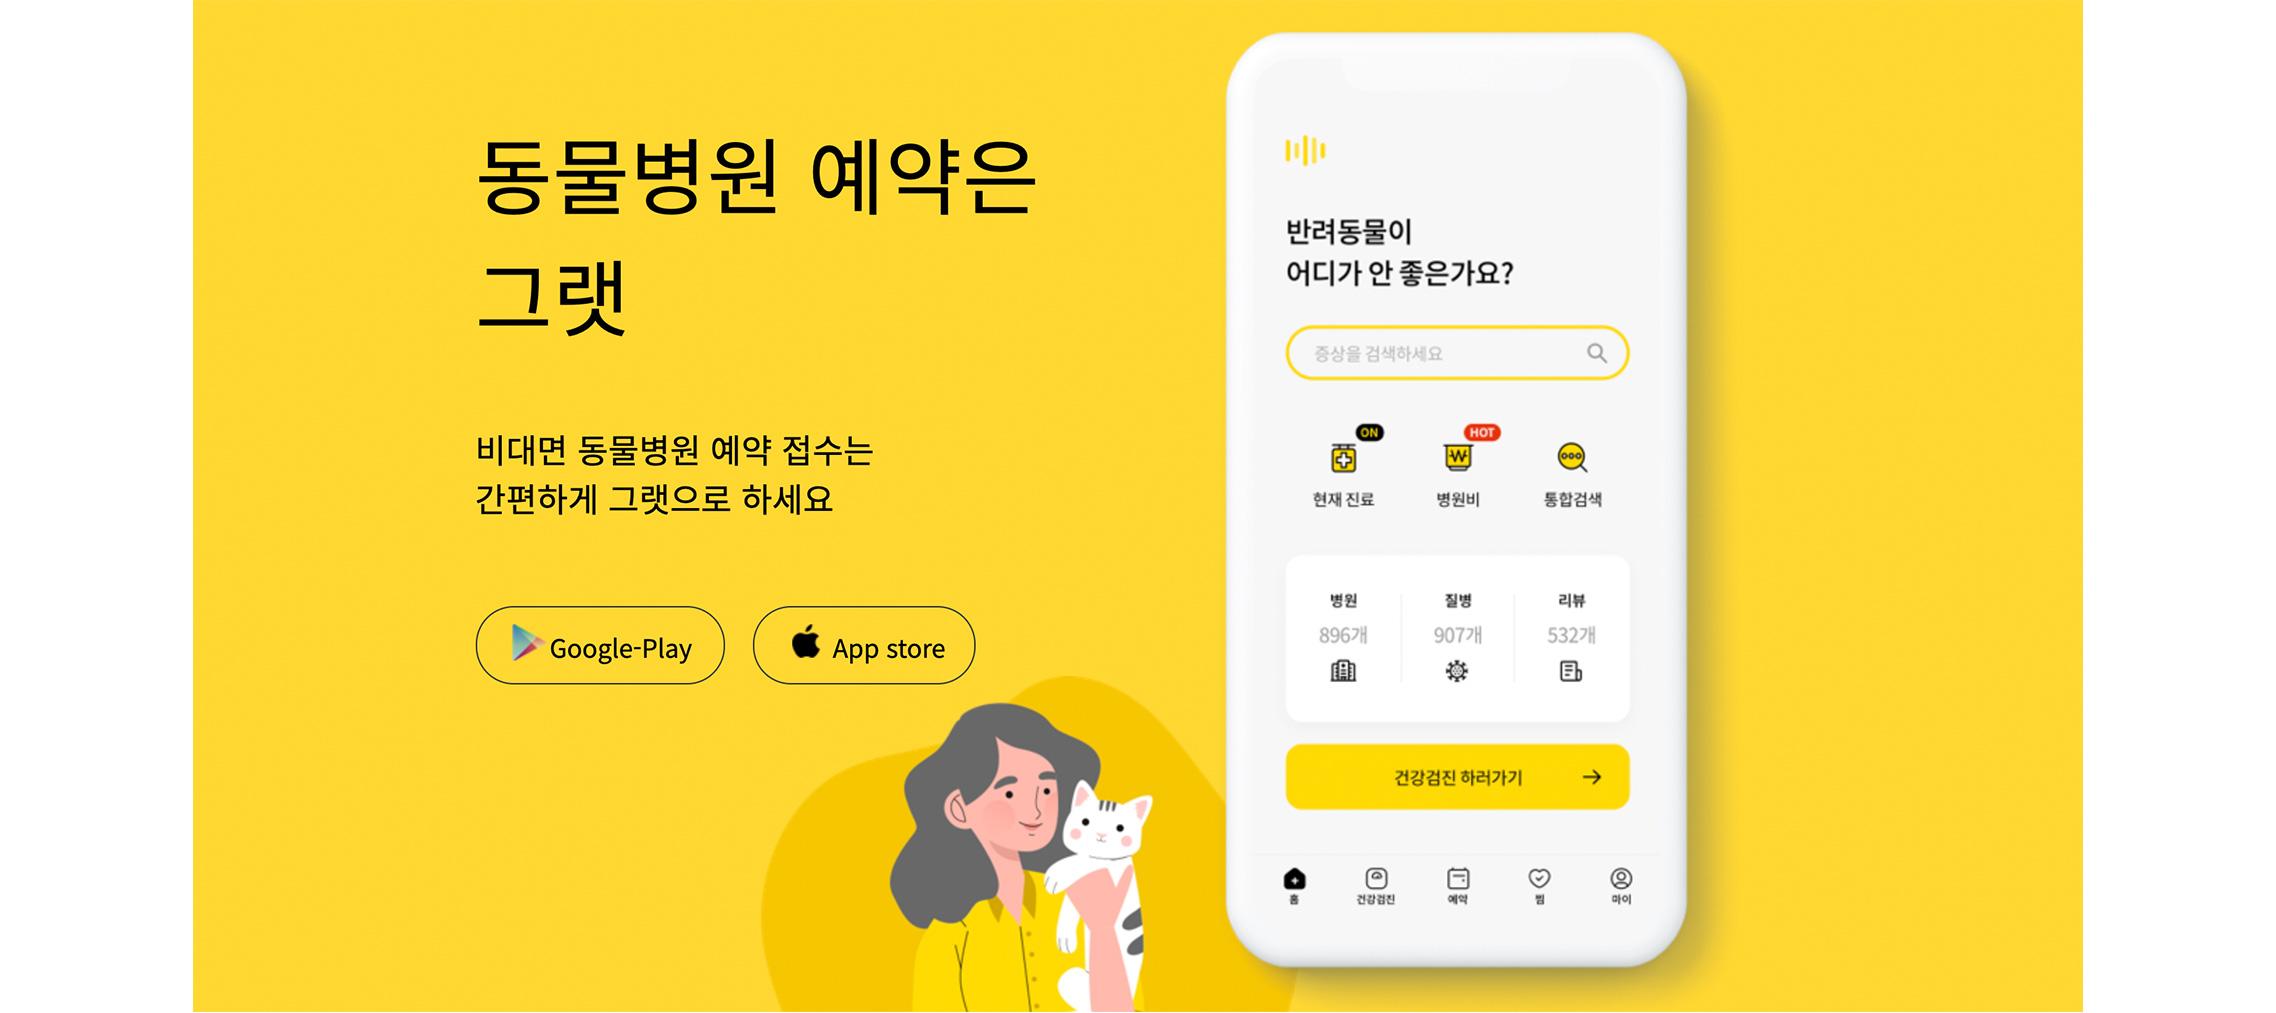 동물병원 예약은
그랫
비대면 동물병원 예약 접수는
간편하게 그랫으로 하세요
Google-Play
App store
반려동물이
어디가 안 좋은가요?
증상을 검색하세요
ON
HOT
현재 진료
병원비
통합검색
병원
질병
리뷰
896개
907개
532개
건강검진 하러가기
홈
건강검진
예약
찜
마이